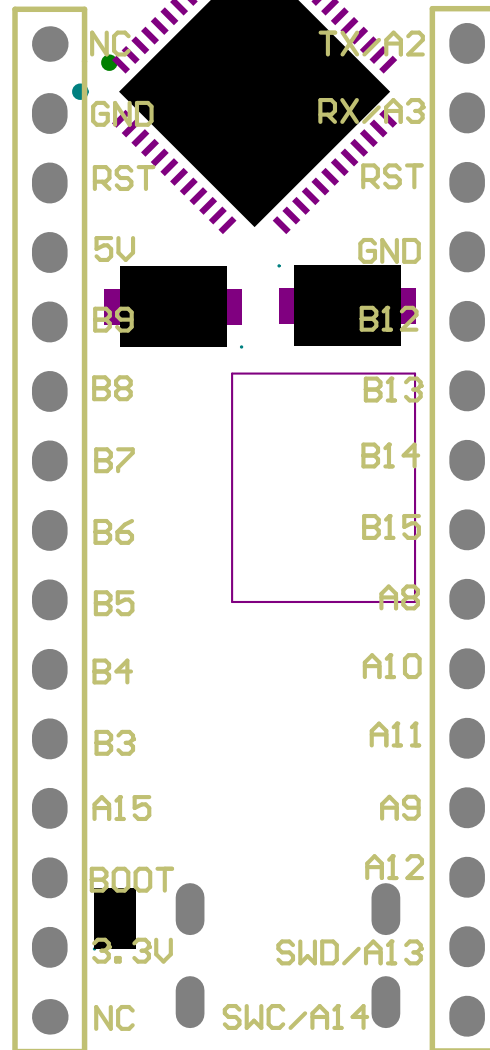 NC TX/A2
GND RX/A3
RST RST
5V GND
B9 B12
B8 B13
B7 B14
B6 B15
B5 A8
B4 A10
B3 A11
A15 A9
BOOT A12
3.3V SWD/A13
NC SWC/A14